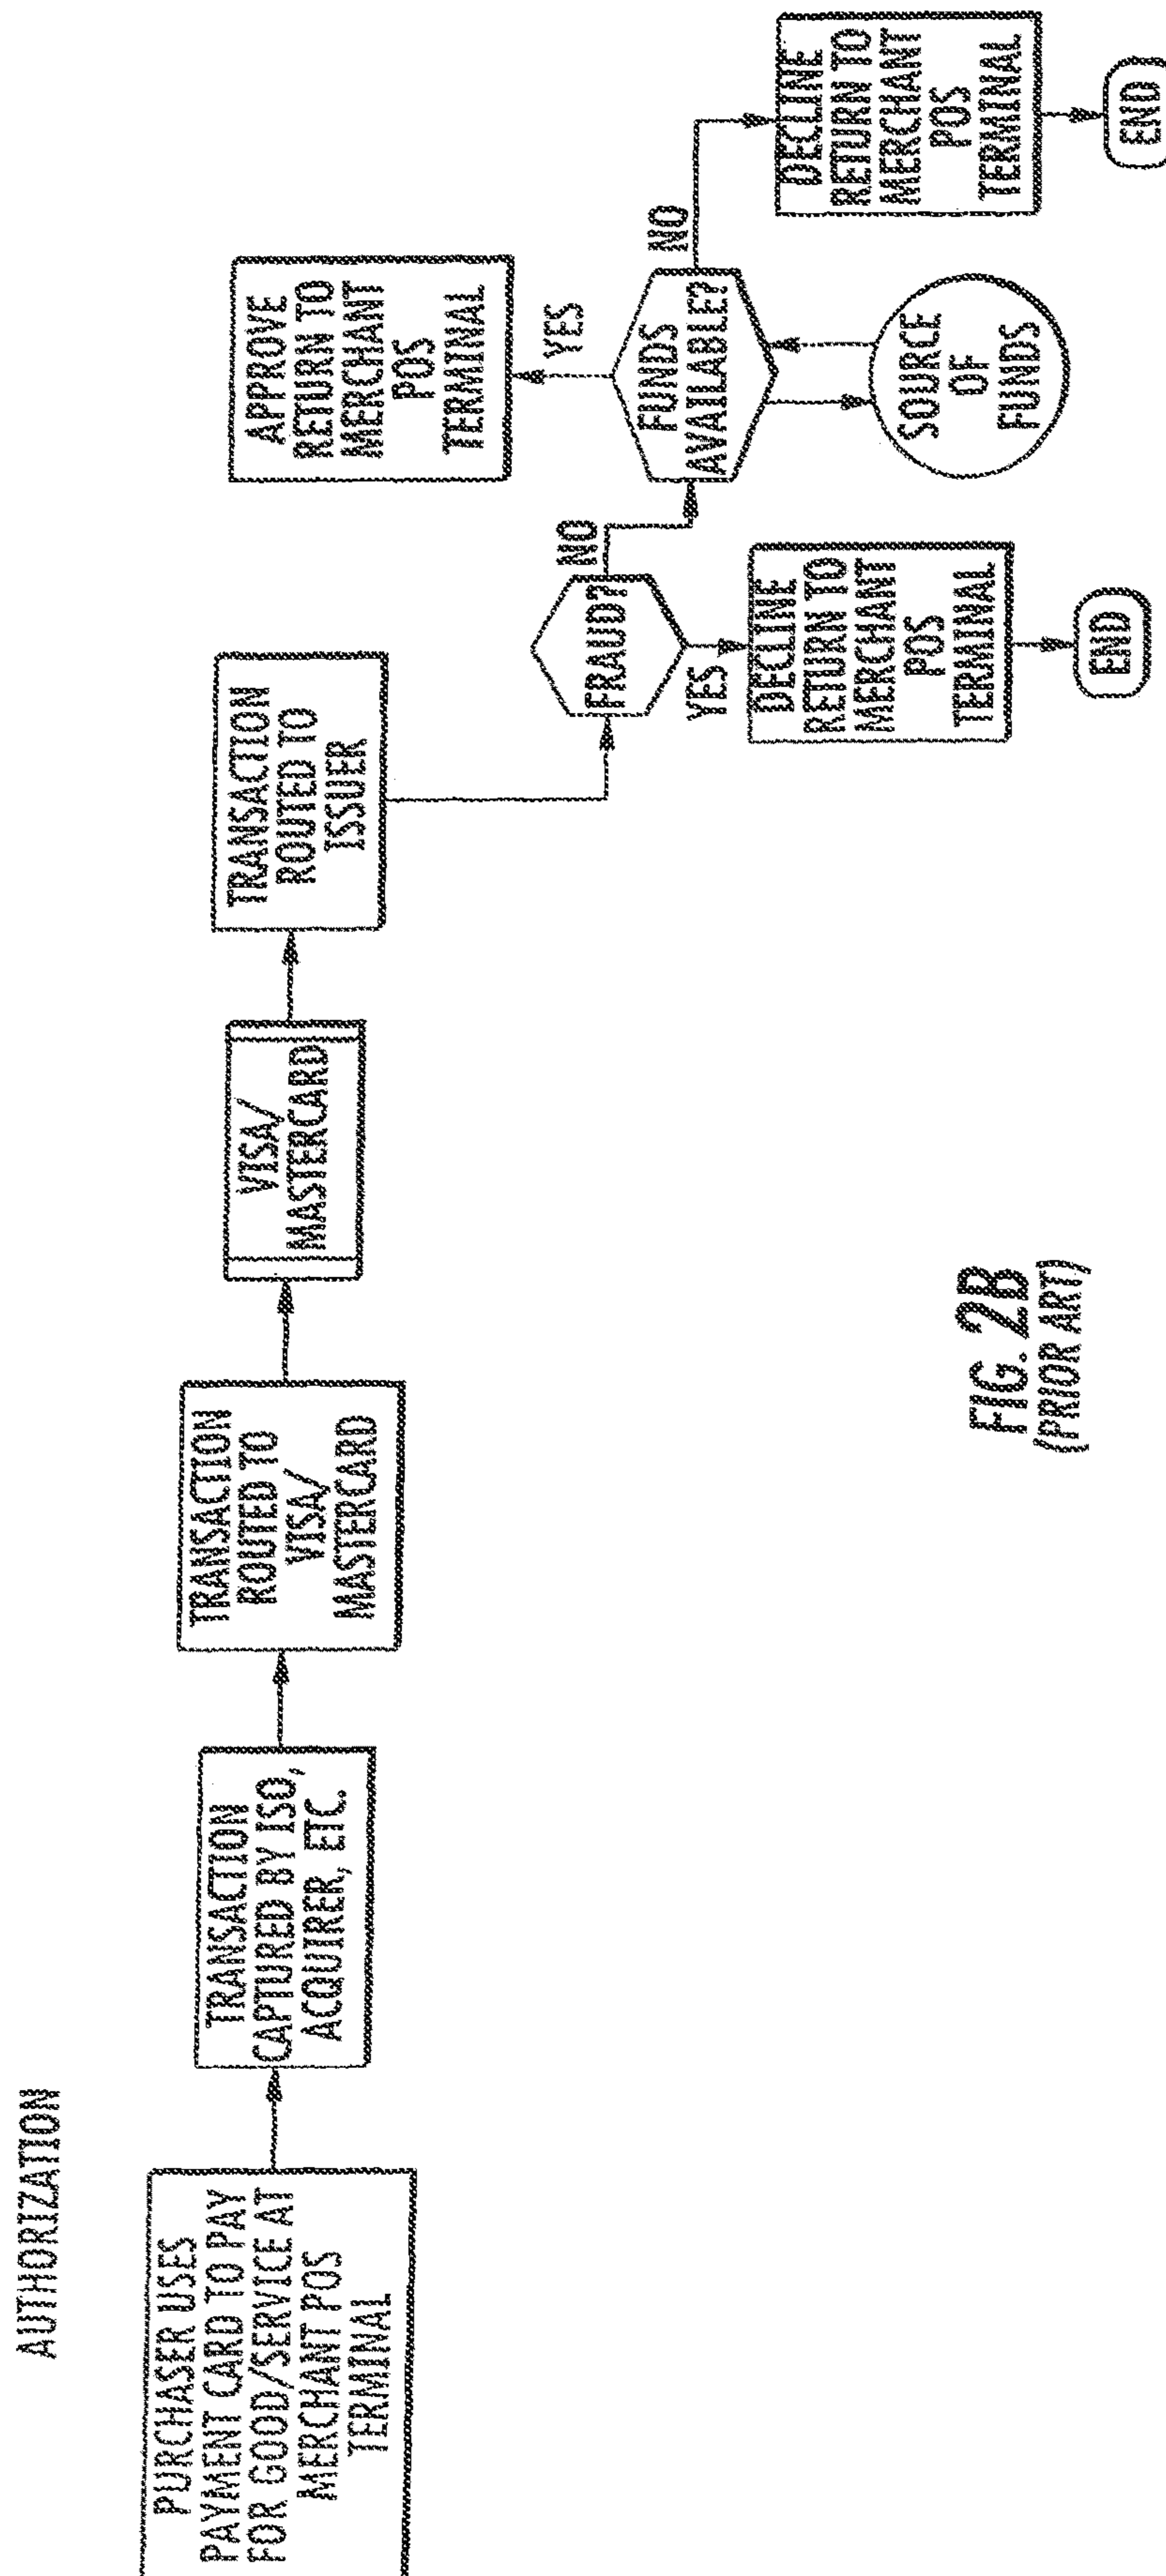 AUTHORIZATION
PURCHASER USES
PAYMENT CARD TO PAY
FOR GOOD/SERVICE AT
MERCHANT POS
TERMINAL
TRANSACTION
CAPTURED BY ISO,
ACQUIRER, ETC.
TRANSACTION
ROUTED TO
VISA/
MASTERCARD
VISA/
MASTERCARD
TRANSACTION
ROUTED TO
ISSUER
FRAUD?
YES
DECLINE
RETURN TO
MERCHANT
POS
TERMINAL
END
NO
FUNDS
AVAILABLE?
YES
APPROVE
RETURN TO
MERCHANT
POS
TERMINAL
SOURCE
OF
FUNDS
NO
DECLINE
RETURN TO
MERCHANT
POS
TERMINAL
END
FIG. 2B
(PRIOR ART)